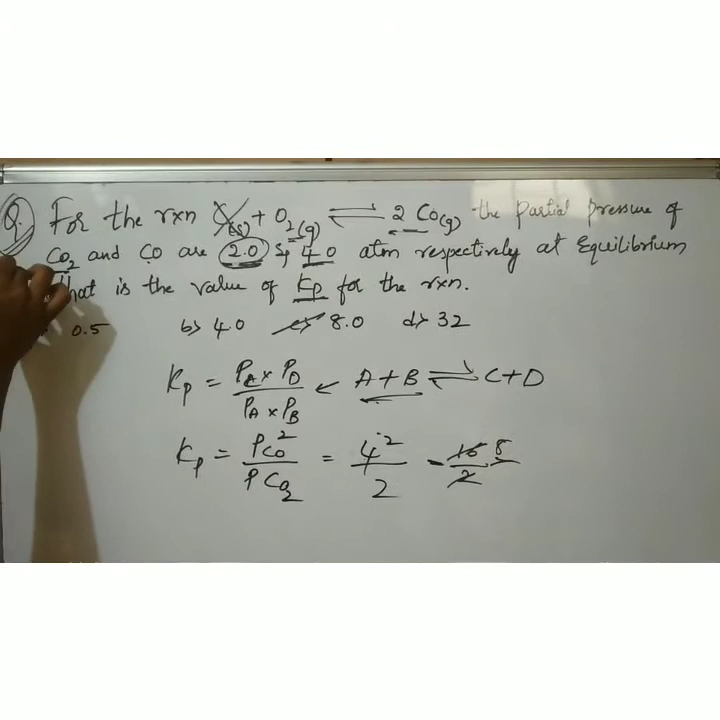 Q. For the rxn C(s) + O2(g) ⇌ 2 Co(g) the Partial pressure of
CO2 and CO are 2.0 & 4.0 atm respectively at Equilibrium
hat is the value of Kp for the rxn.
0.5 b> 4.0 c> 8.0 d> 32
Kp = Pc x PD / PA x PB ← A + B ⇌ C + D
Kp = Pco² / PCO2 = 4² / 2 - 16 / 2 8